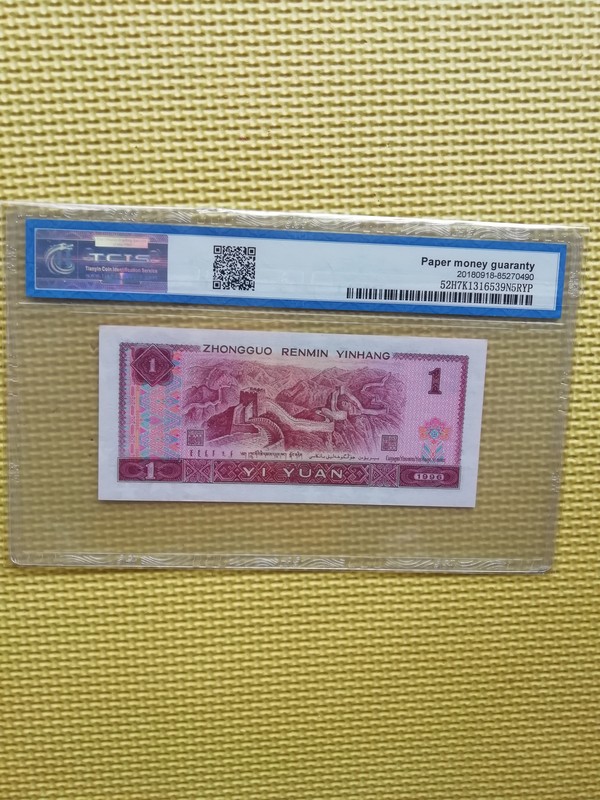 TCIS
Tianjin Coin Identification Service
Paper money guaranty
20180918-85270490
52H7K1316539N5RYP
ZHONGGUO RENMIN YINHANG
1
1
1
YI YUAN
1996